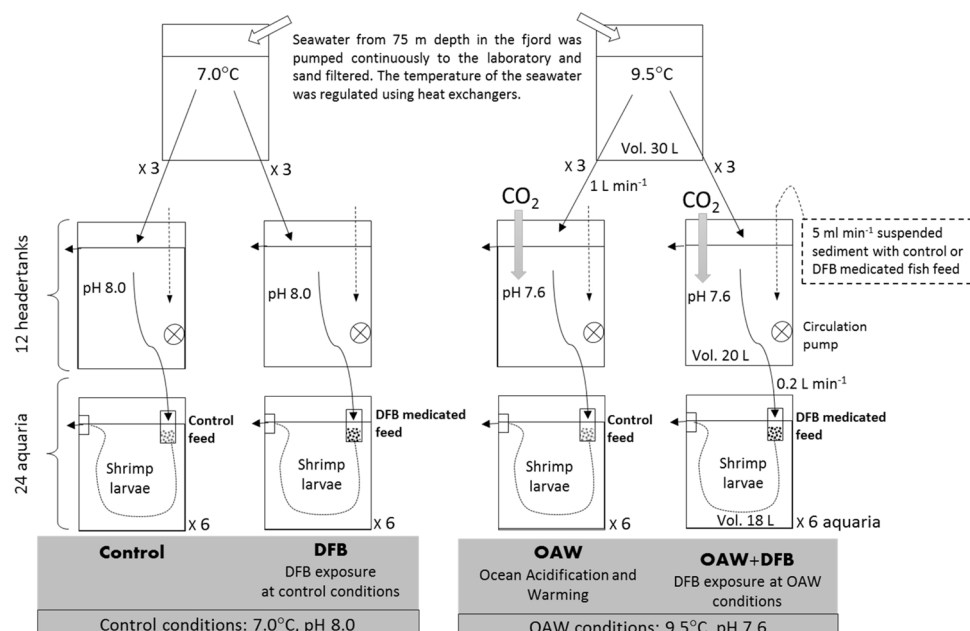 Seawater from 75 m depth in the fjord was
pumped continuously to the laboratory and
sand filtered. The temperature of the seawater
was regulated using heat exchangers.
7.0°C
9.5°C
Vol. 30 L
X 3
X 3
X 3
X 3
1 L min⁻¹
CO₂
CO₂
12 headertanks
pH 8.0
pH 8.0
pH 7.6
pH 7.6
5 ml min⁻¹ suspended
sediment with control or
DFB medicated fish feed
Circulation
pump
Vol. 20 L
0.2 L min⁻¹
24 aquaria
Control
feed
DFB medicated
feed
Control
feed
DFB medicated
feed
Shrimp
larvae
Shrimp
larvae
Shrimp
larvae
Shrimp
larvae
Vol. 18 L
X 6
X 6
X 6
X 6 aquaria
Control
DFB
DFB exposure
at control conditions
OAW
Ocean Acidification and
Warming
OAW+DFB
DFB exposure at OAW
conditions
Control conditions: 7.0°C, pH 8.0
OAW conditions: 9.5°C, pH 7.6